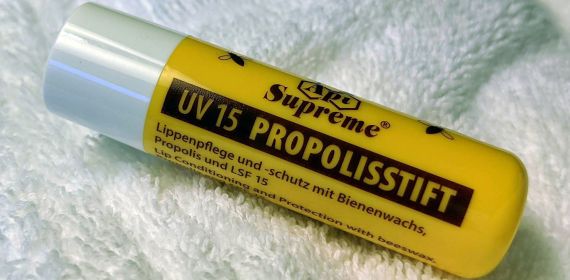 Api
Supreme®
UV 15 PROPOLISSTIFT
Lippenpflege und -schutz mit Bienenwachs,
Propolis und LSF 15
Lip Conditioning and Protection with beeswax.